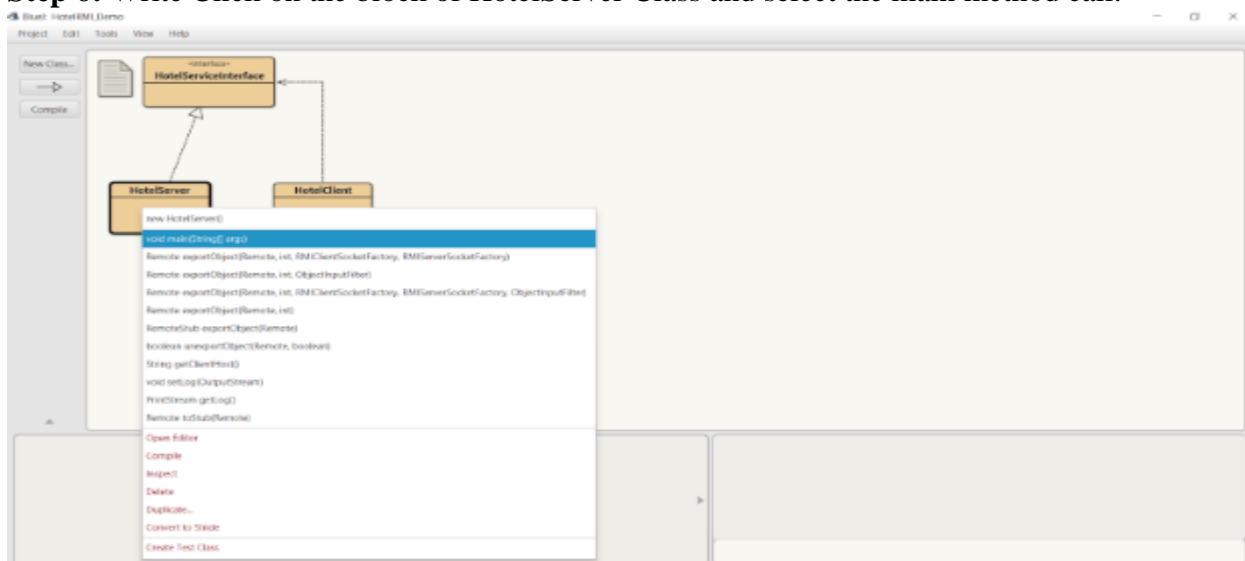 Step 6: Write Click on the block of HotelServer Class and select the main method call.
BlueJ: HotelRMI_Demo
Project Edit Tools View Help
New Class...
Compile
<<interface>>
HotelServiceInterface
HotelServer
HotelClient
new HotelServer()
void main(String[] args)
Remote exportObject(Remote, int, RMIClientSocketFactory, RMIServerSocketFactory)
Remote exportObject(Remote, int, ObjectInputFilter)
Remote exportObject(Remote, int, RMIClientSocketFactory, RMIServerSocketFactory, ObjectInputFilter)
Remote exportObject(Remote, int)
RemoteStub exportObject(Remote)
boolean unexportObject(Remote, boolean)
String getClientHost()
void setLog(OutputStream)
PrintStream getLog()
Remote toStub(Remote)
Open Editor
Compile
Inspect
Delete
Duplicate...
Convert to Stride
Create Test Class